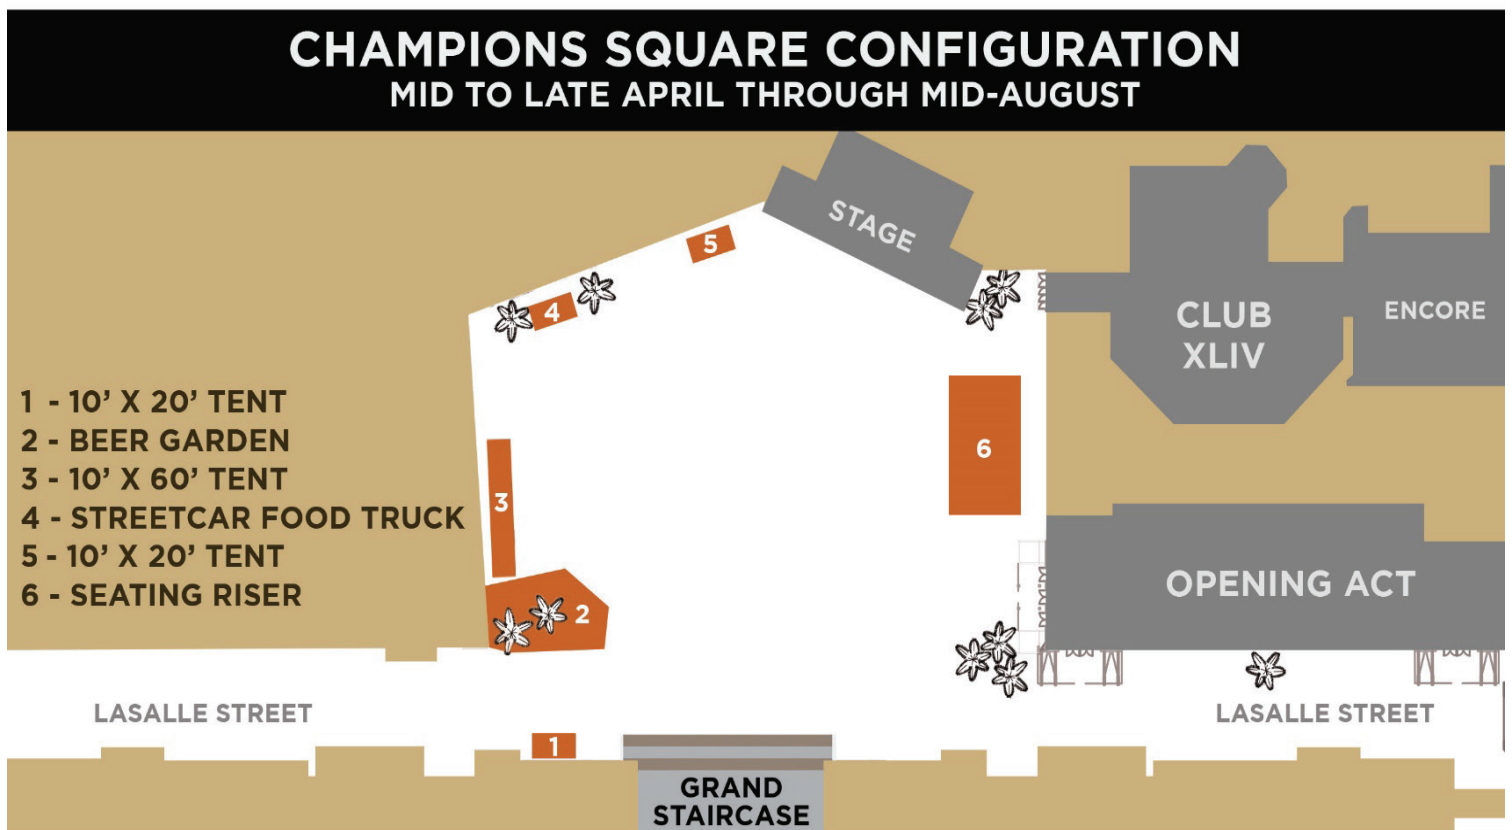 CHAMPIONS SQUARE CONFIGURATION
MID TO LATE APRIL THROUGH MID-AUGUST
STAGE
5
4
CLUB
XLIV
ENCORE
1 - 10’ X 20’ TENT
2 - BEER GARDEN
3 - 10’ X 60’ TENT
4 - STREETCAR FOOD TRUCK
5 - 10’ X 20’ TENT
6 - SEATING RISER
6
3
OPENING ACT
2
LASALLE STREET
LASALLE STREET
1
GRAND
STAIRCASE